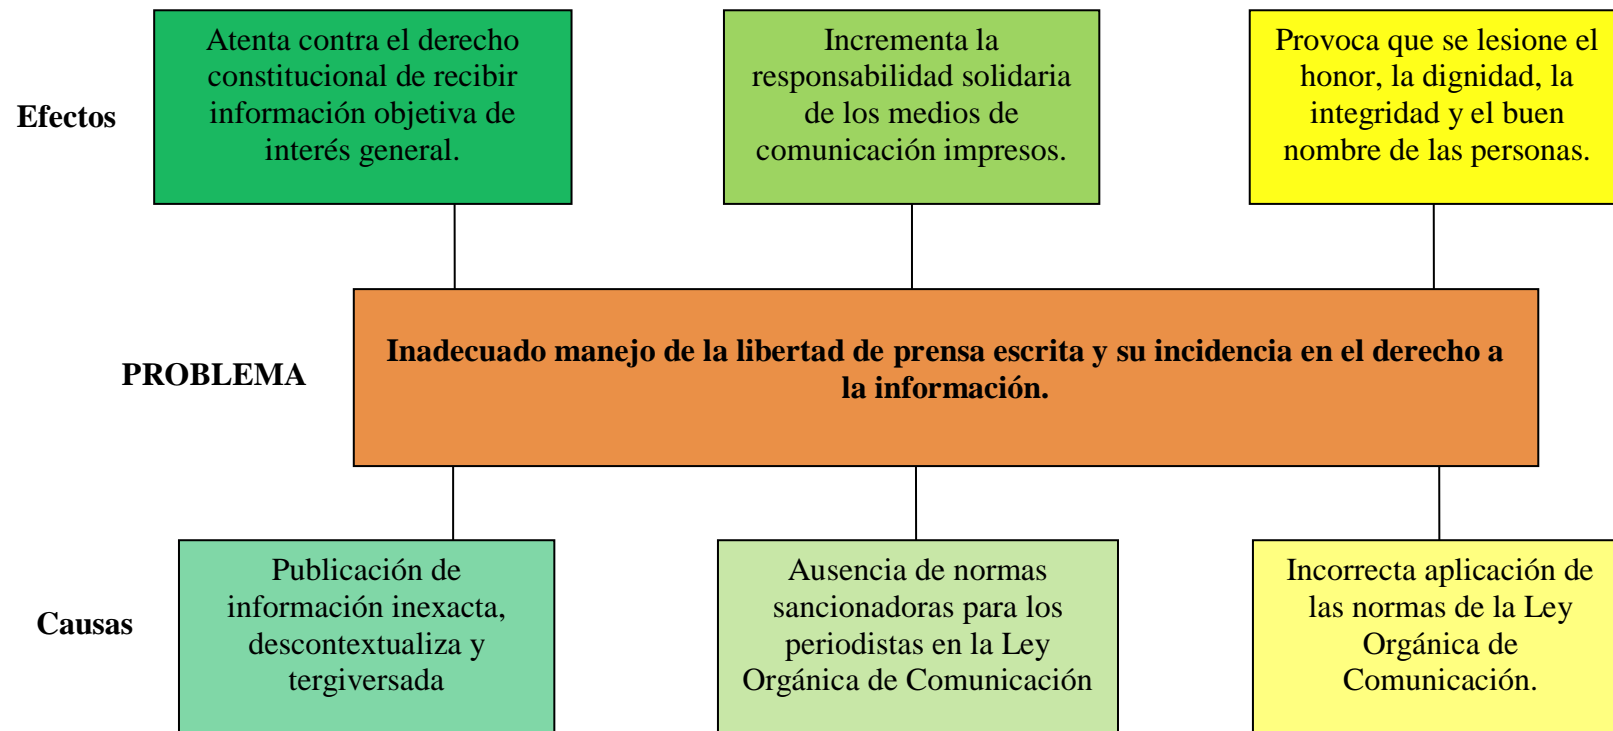 Efectos
Atenta contra el derecho
constitucional de recibir
información objetiva de
interés general.
Incrementa la
responsabilidad solidaria
de los medios de
comunicación impresos.
Provoca que se lesione el
honor, la dignidad, la
integridad y el buen
nombre de las personas.
PROBLEMA
Inadecuado manejo de la libertad de prensa escrita y su incidencia en el derecho a
la información.
Causas
Publicación de
información inexacta,
descontextualiza y
tergiversada
Ausencia de normas
sancionadoras para los
periodistas en la Ley
Orgánica de Comunicación
Incorrecta aplicación de
las normas de la Ley
Orgánica de
Comunicación.